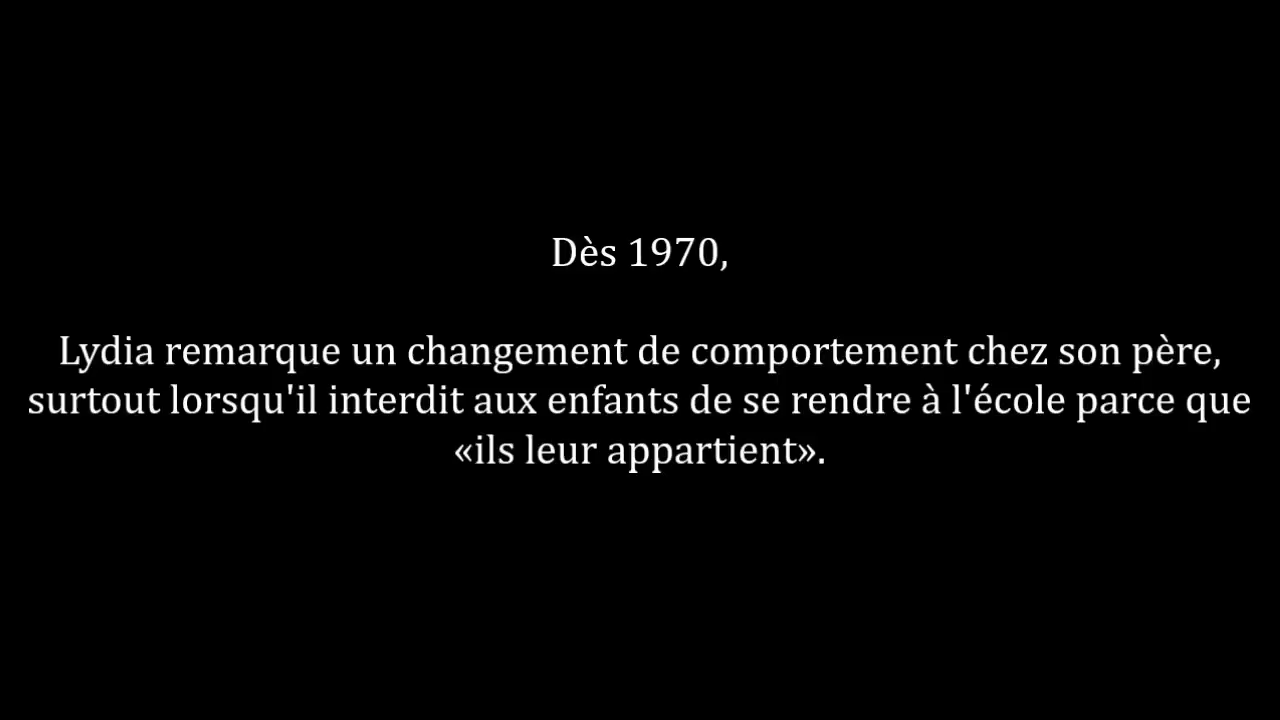 Dès 1970,
Lydia remarque un changement de comportement chez son père,
surtout lorsqu'il interdit aux enfants de se rendre à l'école parce que
«ils leur appartient».